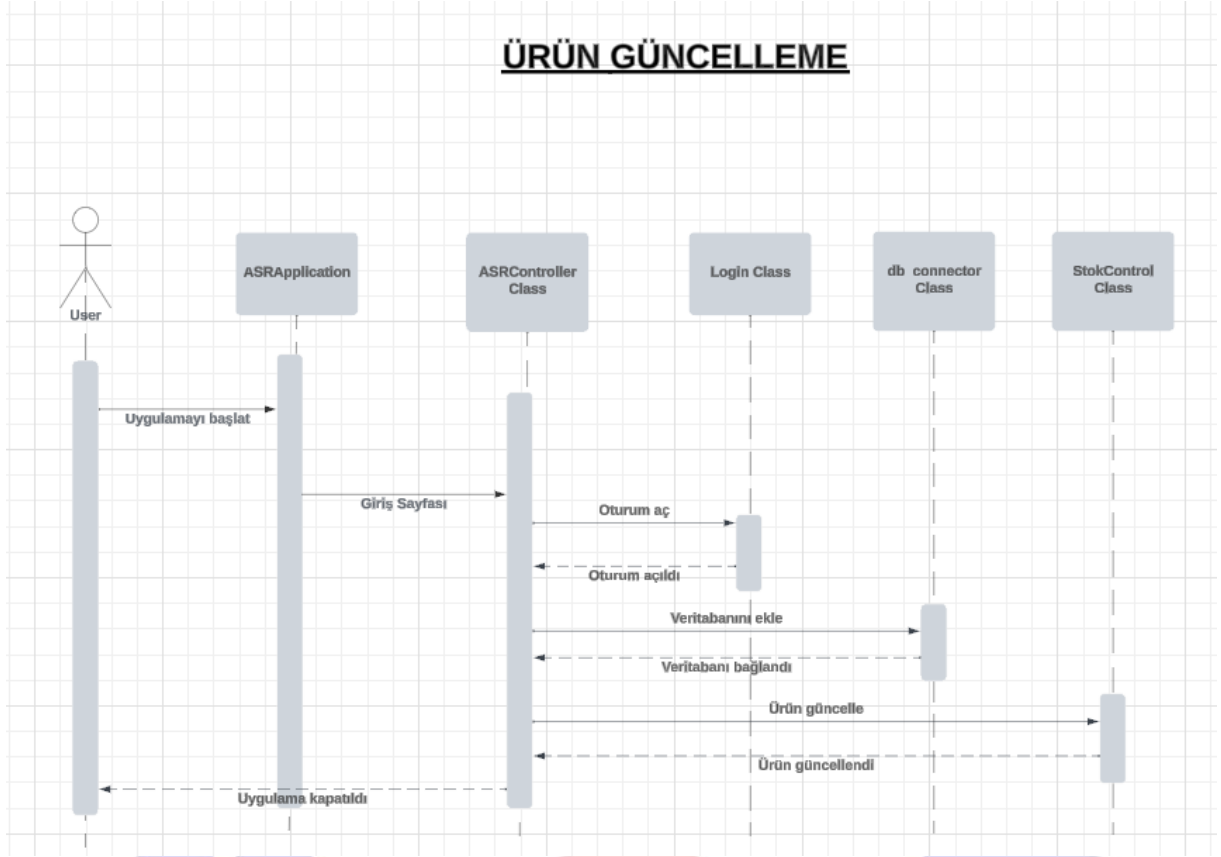 ÜRÜN GÜNCELLEME
User
ASRApplication
ASRController
Class
Login Class
db connector
Class
StokControl
Class
Uygulamayı başlat
Giriş Sayfası
Oturum aç
Oturum açıldı
Veritabanını ekle
Veritabanı bağlandı
Ürün güncelle
Ürün güncellendi
Uygulama kapatıldı